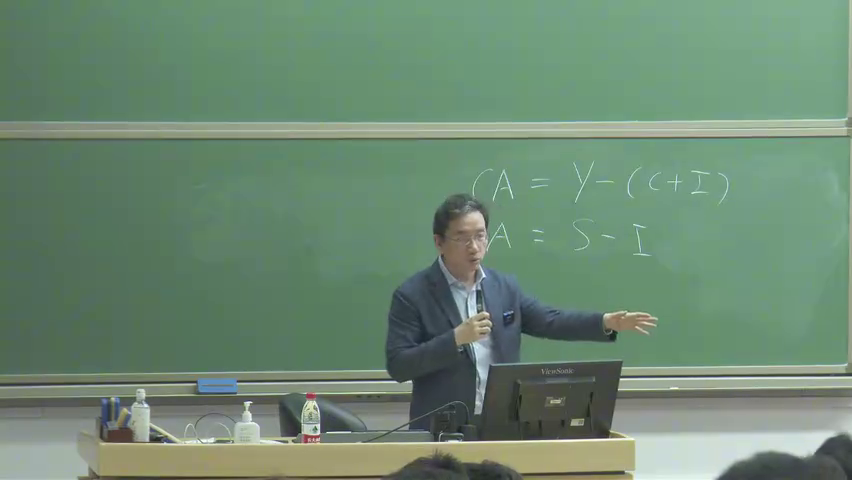 CA = Y - (C + I)
A = S - I
ViewSonic